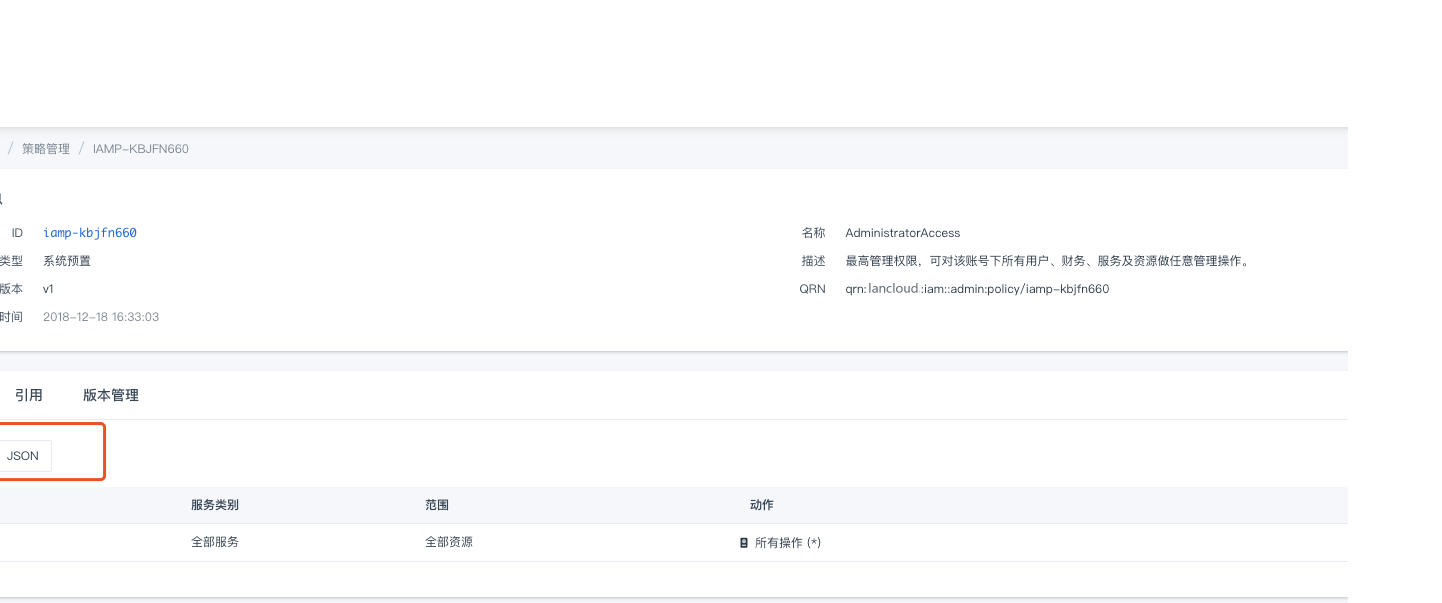 / 策略管理 / IAMP-KBJFN660
ID iamp-kbjfn660
名称 AdministratorAccess
类型 系统预置
描述 最高管理权限，可对该账号下所有用户、财务、服务及资源做任意管理操作。
版本 v1
QRN qrn:lancloud:iam::admin:policy/iamp-kbjfn660
时间 2018-12-18 16:33:03
引用 版本管理
JSON
服务类别 范围 动作
全部服务 全部资源 所有操作 (*)